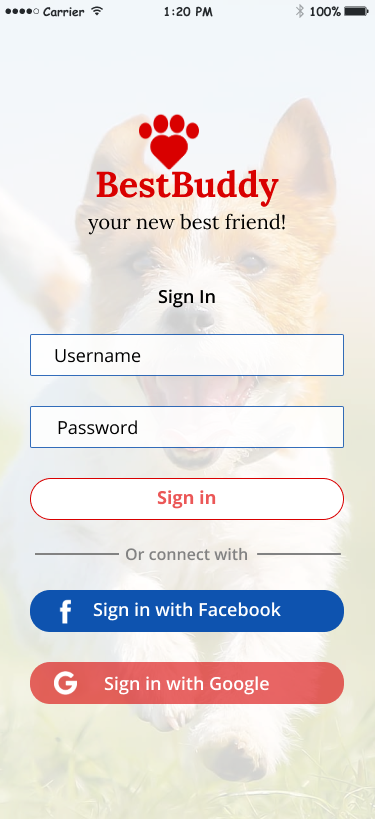 Carrier 1:20 PM 100%
BestBuddy
your new best friend!
Sign In
Username
Password
Sign in
Or connect with
f Sign in with Facebook
G Sign in with Google